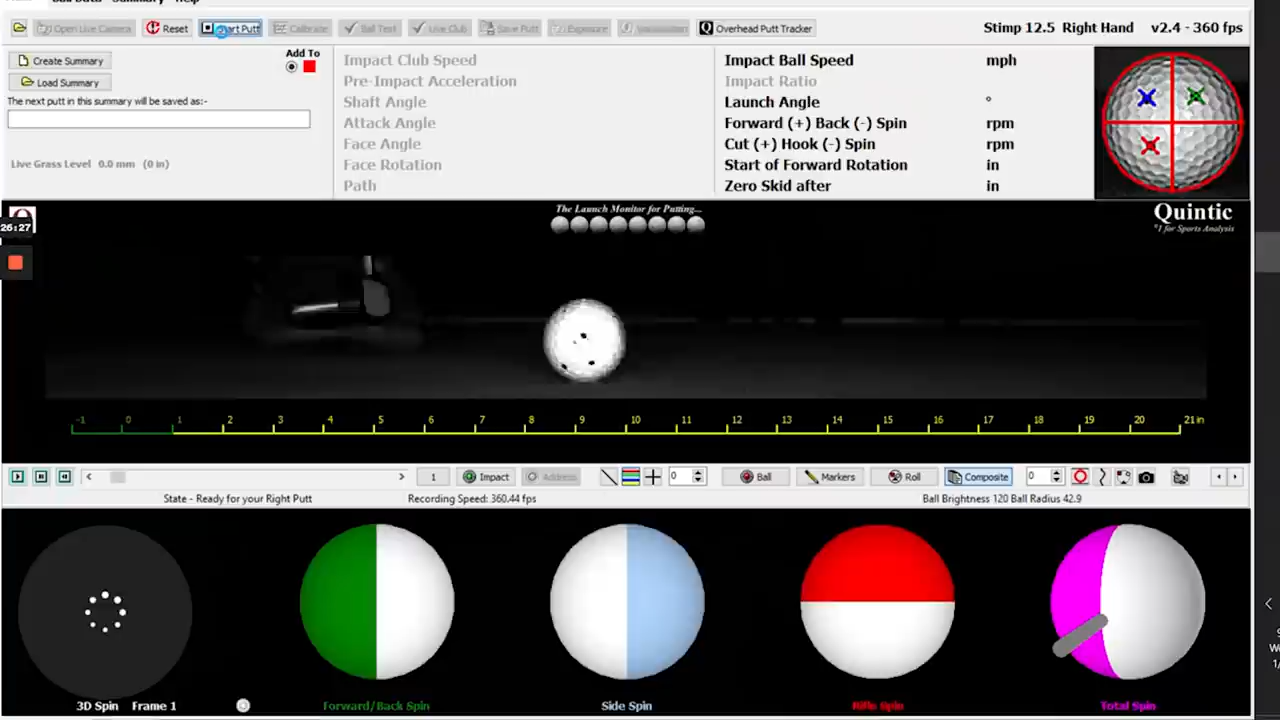 Ball Data Summary Help
Open Live Camera Reset Start Putt Calibrate Ball Test Live Club Save Putt Exposure Overhead Putt Tracker Stimp 12.5 Right Hand v2.4 - 360 fps
Create Summary
Add To
Load Summary
The next putt in this summary will be saved as:-
Live Grass Level 0.0 mm (0 in)
Impact Club Speed
Pre-Impact Acceleration
Shaft Angle
Attack Angle
Face Angle
Face Rotation
Path
Impact Ball Speed mph
Impact Ratio
Launch Angle °
Forward (+) Back (-) Spin rpm
Cut (+) Hook (-) Spin rpm
Start of Forward Rotation in
Zero Skid after in
The Launch Monitor for Putting...
Quintic
#1 for Sports Analysis
26:27
-1 0 1 2 3 4 5 6 7 8 9 10 11 12 13 14 15 16 17 18 19 20 21 in
1 Impact Address 0 Ball Markers Roll Composite 0
State - Ready for your Right Putt Recording Speed: 360.44 fps Ball Brightness 120 Ball Radius 42.9
3D Spin Frame 1 Forward/Back Spin Side Spin Rifle Spin Total Spin